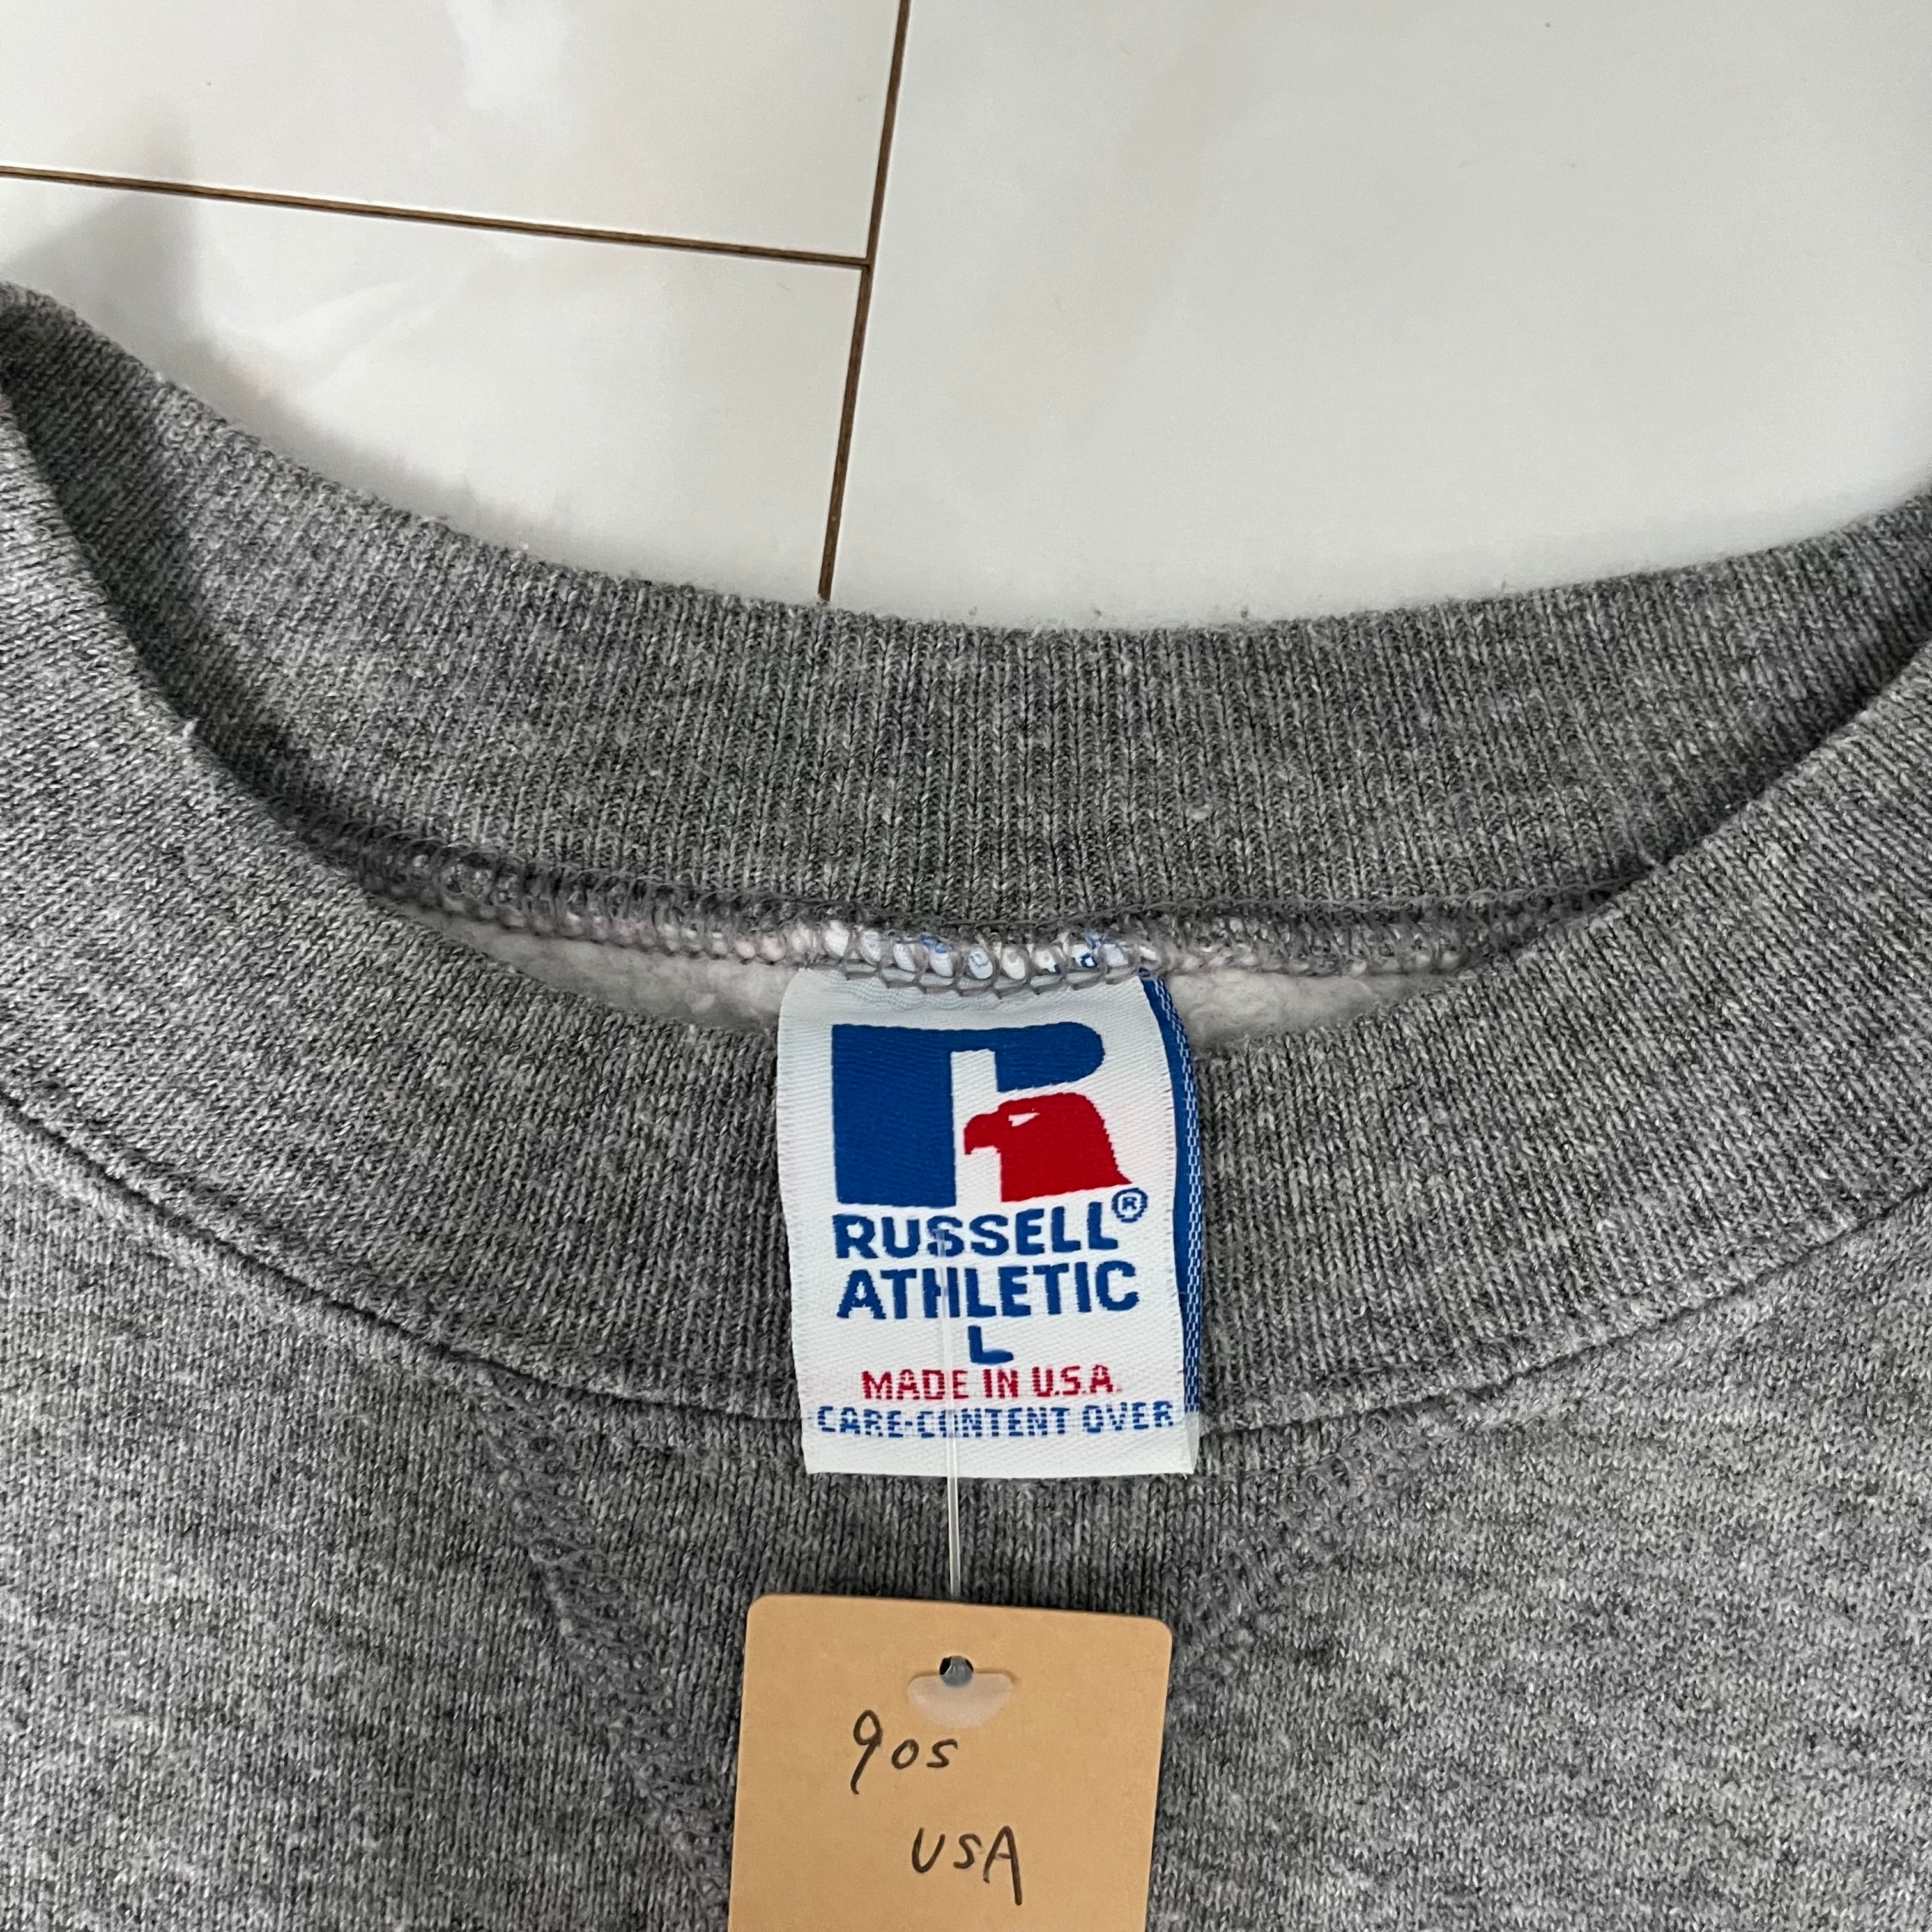 RUSSELL®
ATHLETIC
L
MADE IN U.S.A.
CARE-CONTENT OVER
90s
USA